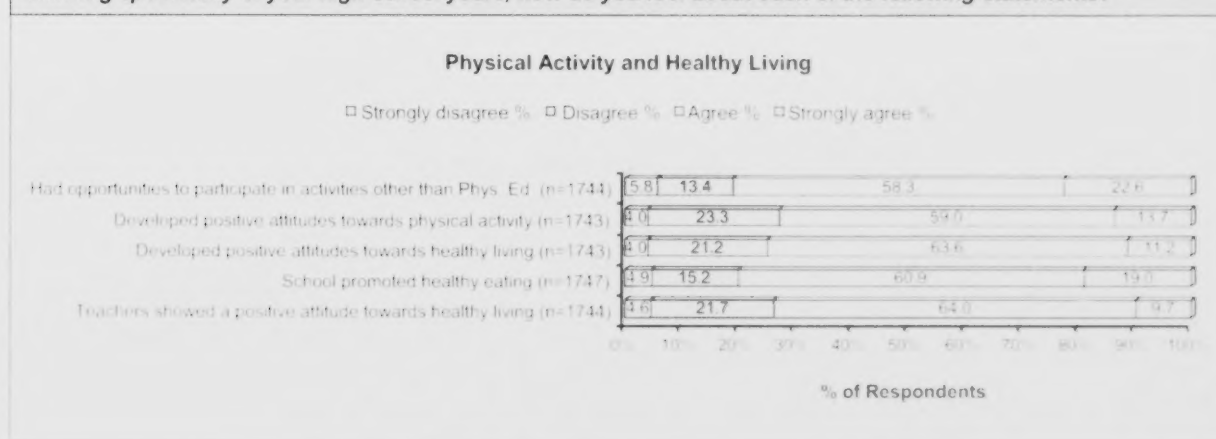 Physical Activity and Healthy Living
Strongly disagree % Disagree % Agree % Strongly agree %
Had opportunities to participate in activities other than Phys. Ed. (n=1744) 5.8 13.4 58.3 22.6
Developed positive attitudes towards physical activity (n=1743) 4.0 23.3 59.0 13.7
Developed positive attitudes towards healthy living (n=1743) 4.0 21.2 63.6 11.2
School promoted healthy eating (n=1747) 4.9 15.2 60.9 19.0
Teachers showed a positive attitude towards healthy living (n=1744) 4.6 21.7 64.0 9.7
0% 10% 20% 30% 40% 50% 60% 70% 80% 90% 100%
% of Respondents